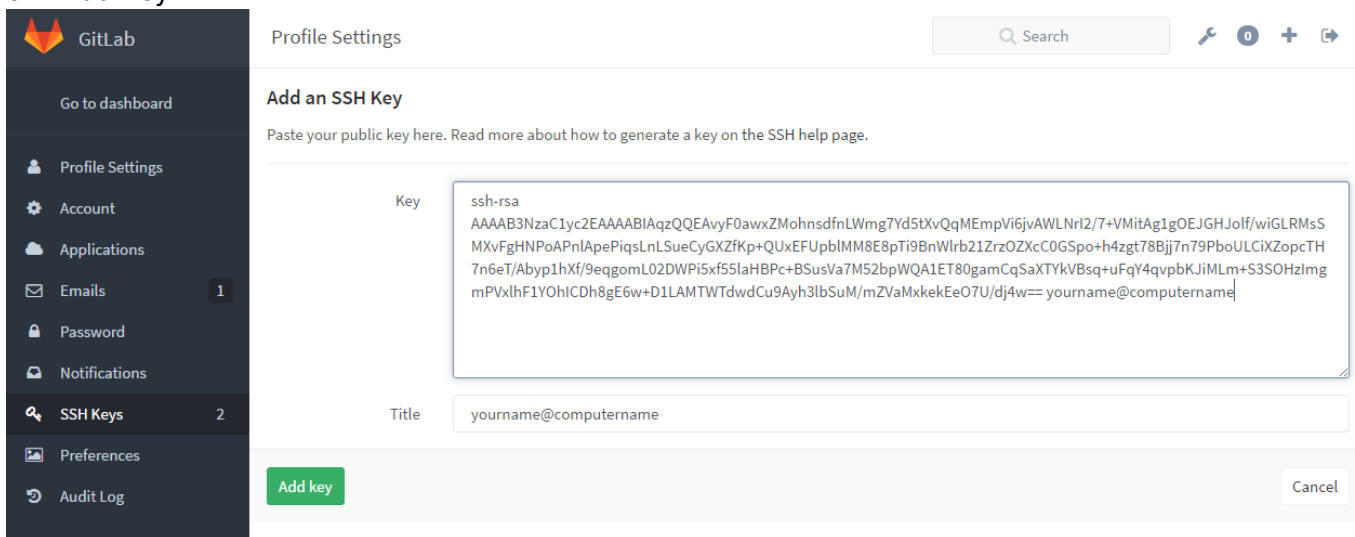 GitLab
Profile Settings
Search
0
Go to dashboard
Add an SSH Key
Paste your public key here. Read more about how to generate a key on the SSH help page.
Profile Settings
Account
Applications
Emails 1
Password
Notifications
SSH Keys 2
Preferences
Audit Log
Key
ssh-rsa
AAAAB3NzaC1yc2EAAAABIAqzQQEAvyF0awxZMohnsdfnLWmg7Yd5tXvQqMEmpVi6jvAWLNrI2/7+VMitAg1gOEJGHJolf/wiGLRMsS
MXvFgHNPoAPnlApePiqsLnLSueCyGXZfKp+QUxEFUpblMM8E8pTi9BnWlrb21ZrzOZXcC0GSpo+h4zgt78Bjj7n79PboULCiXZopcTH
7n6eT/Abyp1hXf/9eqgomL02DWPi5xf55laHBPc+BSusVa7M52bpWQA1ET80gamCqSaXTYkVBsq+uFqY4qvpbKJiMLm+S3SOHzImg
mPVxlhF1YOhICDh8gE6w+D1LAMTWTdwdCu9Ayh3lbSuM/mZVaMxkekEeO7U/dj4w== yourname@computername
Title
yourname@computername
Add key
Cancel